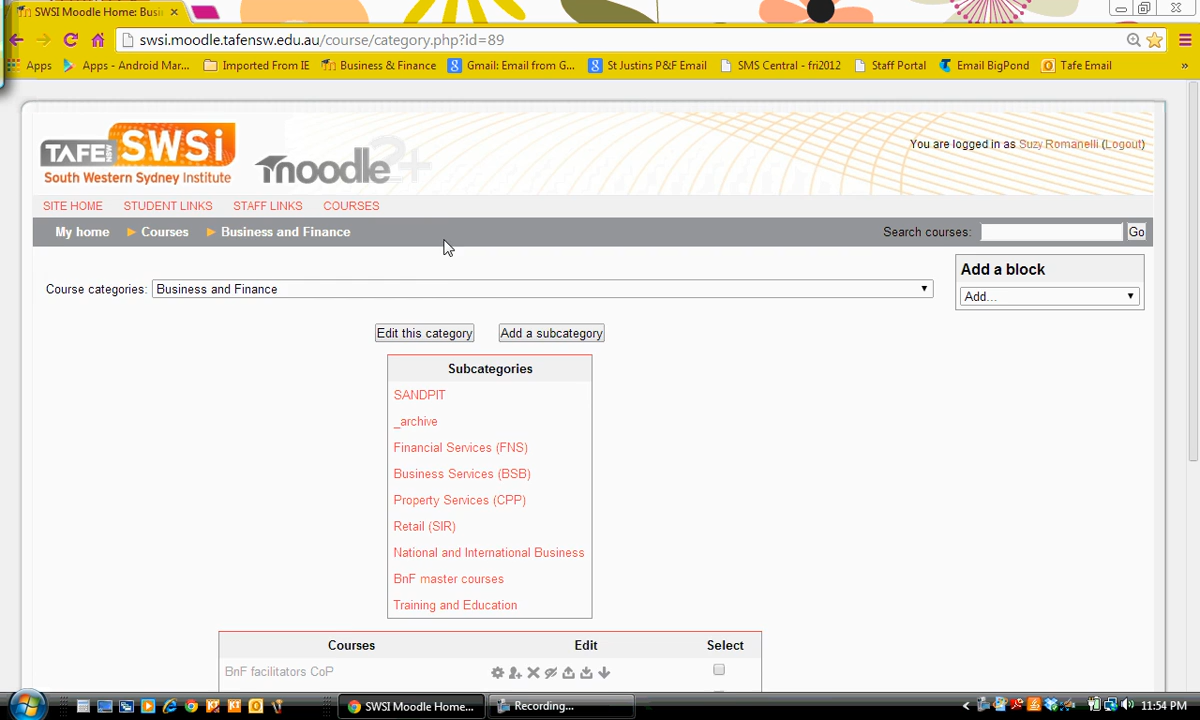 SWSI Moodle Home: Busi
swsi.moodle.tafensw.edu.au/course/category.php?id=89
Apps
Apps - Android Mar...
Imported From IE
Business & Finance
Gmail: Email from G...
St Justins P&F Email
SMS Central - fri2012
Staff Portal
Email BigPond
Tafe Email
»
TAFE NSW SWSi
South Western Sydney Institute
moodle 2+
You are logged in as Suzy Romanelli (Logout)
SITE HOME
STUDENT LINKS
STAFF LINKS
COURSES
My home
Courses
Business and Finance
Search courses:
Go
Add a block
Add...
Course categories:
Business and Finance
Edit this category
Add a subcategory
Subcategories
SANDPIT
_archive
Financial Services (FNS)
Business Services (BSB)
Property Services (CPP)
Retail (SIR)
National and International Business
BnF master courses
Training and Education
Courses
Edit
Select
BnF facilitators CoP
SWSI Moodle Home...
Recording...
11:54 PM